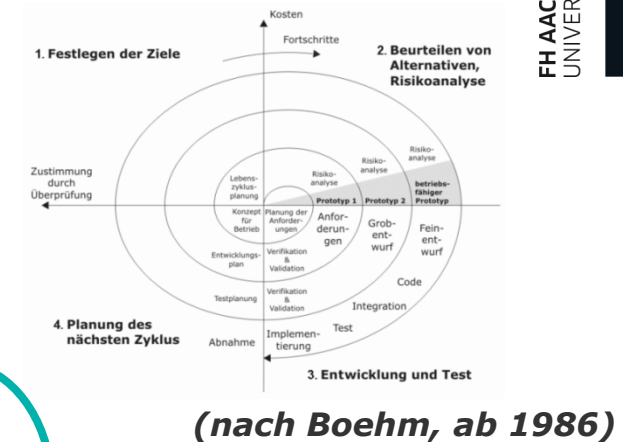 Kosten
Fortschritte
1. Festlegen der Ziele
2. Beurteilen von
Alternativen,
Risikoanalyse
FH AAC
UNIVER
Zustimmung
durch
Überprüfung
Lebens-
zyklus-
planung
Risiko-
analyse
Risiko-
analyse
Risiko-
analyse
Prototyp 1
Prototyp 2
betriebs-
fähiger
Prototyp
Konzept
für
Betrieb
Planung der
Anforder-
ungen
Anfor-
derun-
gen
Grob-
ent-
wurf
Fein-
ent-
wurf
Entwicklungs-
plan
Verifikation
&
Validation
Code
Testplanung
Verifikation
&
Validation
Integration
4. Planung des
nächsten Zyklus
Abnahme
Implemen-
tierung
Test
3. Entwicklung und Test
(nach Boehm, ab 1986)